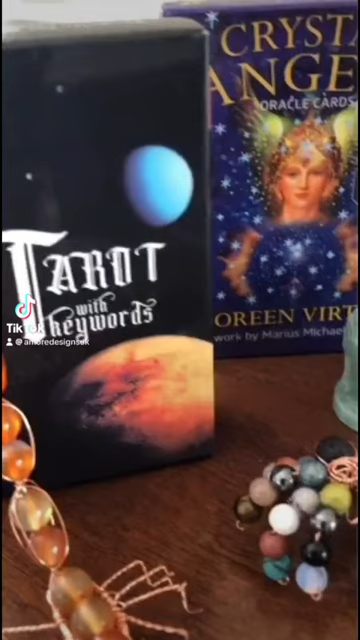 CRYSTA
ANGE
ORACLE CARDS
TAROT
with
keywords
OREEN VIRT
work by Marius Michael
TikTok
@amoredesignsuk